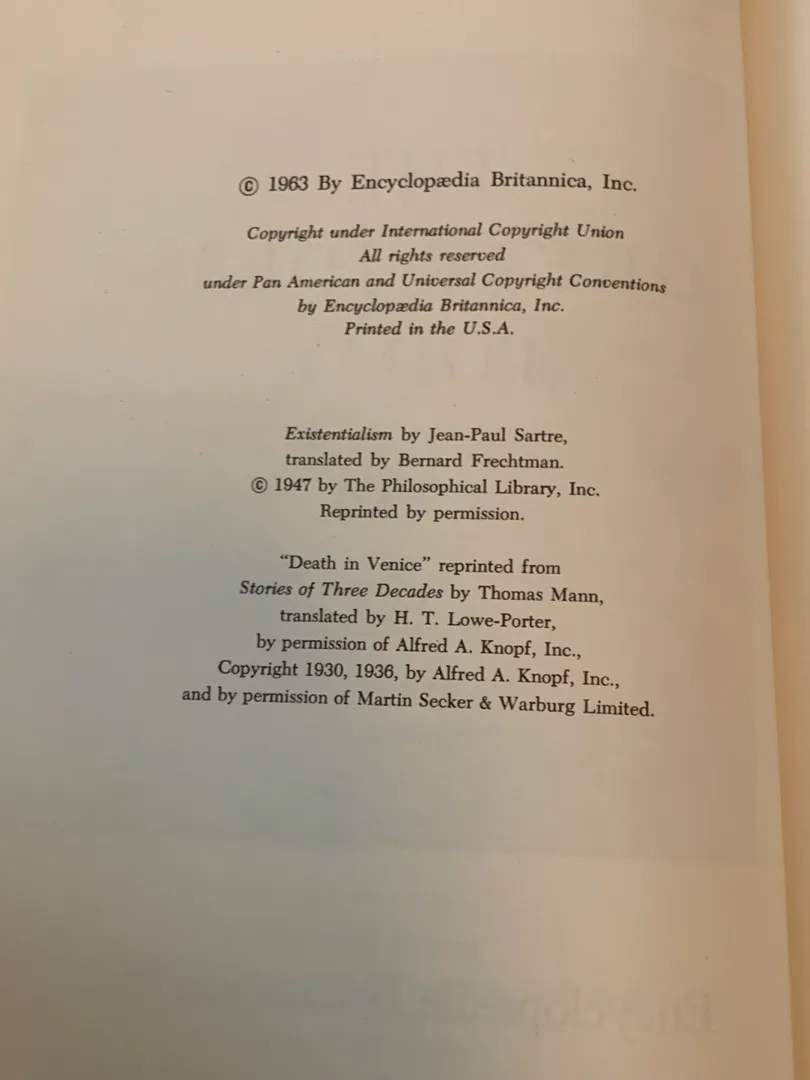 © 1963 By Encyclopædia Britannica, Inc.
Copyright under International Copyright Union
All rights reserved
under Pan American and Universal Copyright Conventions
by Encyclopædia Britannica, Inc.
Printed in the U.S.A.
Existentialism by Jean-Paul Sartre,
translated by Bernard Frechtman.
© 1947 by The Philosophical Library, Inc.
Reprinted by permission.
“Death in Venice” reprinted from
Stories of Three Decades by Thomas Mann,
translated by H. T. Lowe-Porter,
by permission of Alfred A. Knopf, Inc.,
Copyright 1930, 1936, by Alfred A. Knopf, Inc.,
and by permission of Martin Secker & Warburg Limited.